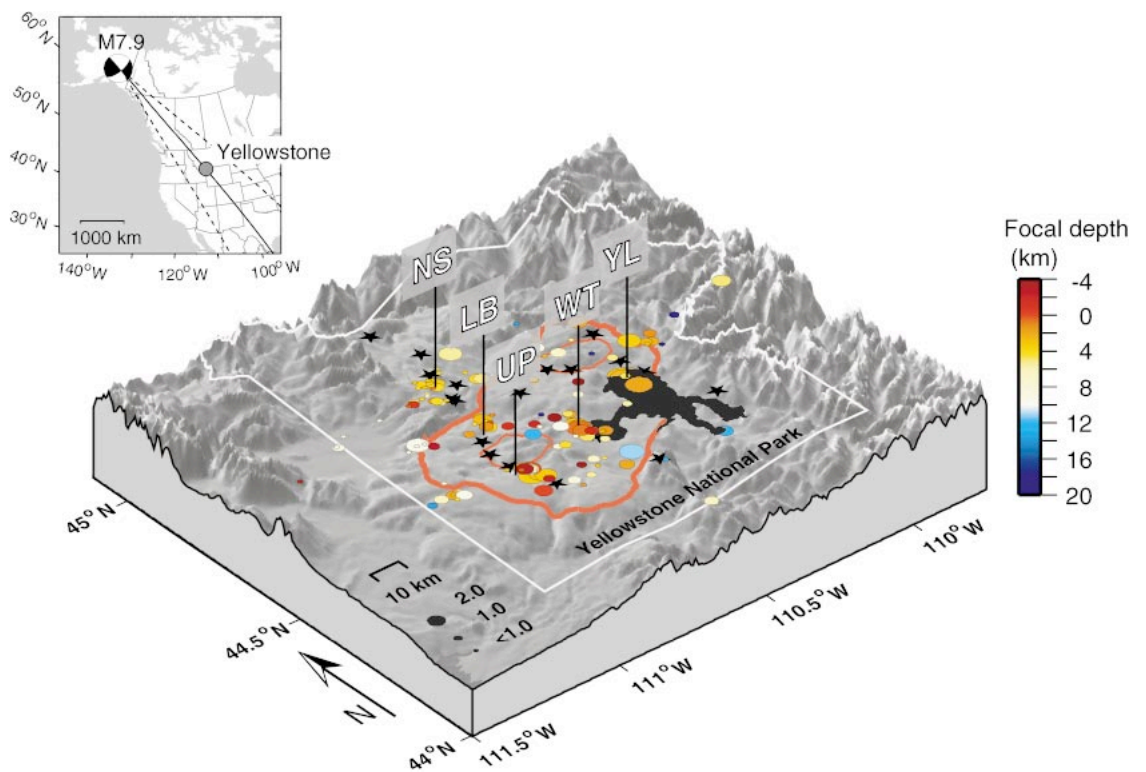 60°N
50°N
40°N
30°N
M7.9
Yellowstone
1000 km
140°W
120°W
100°W
NS
LB
UP
WT
YL
Focal depth
(km)
-4
0
4
8
12
16
20
Yellowstone National Park
10 km
2.0
1.0
<1.0
45°N
44.5°N
44°N
N
111.5°W
111°W
110.5°W
110°W